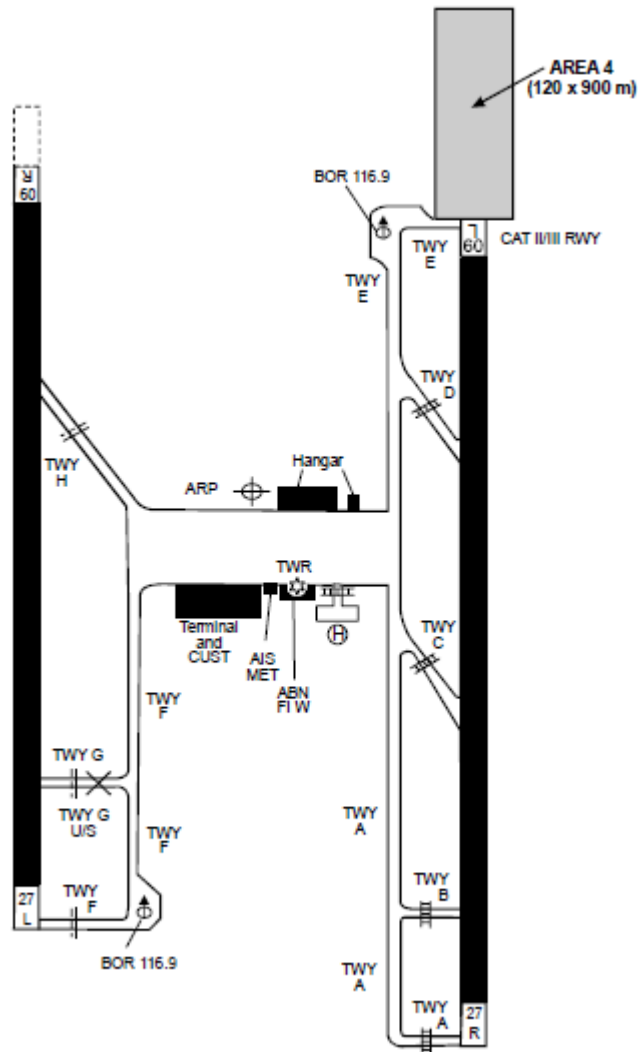 AREA 4
(120 x 900 m)
BOR 116.9
09
R
09
L
CAT II/III RWY
TWY
E
TWY
E
TWY
D
TWY
H
ARP
Hangar
TWR
Terminal
and
CUST
AIS
MET
H
ABN
FI W
TWY
C
TWY
F
TWY G
TWY G
U/S
TWY
F
TWY
A
TWY
B
27
L
TWY
F
BOR 116.9
TWY
A
TWY
A
27
R